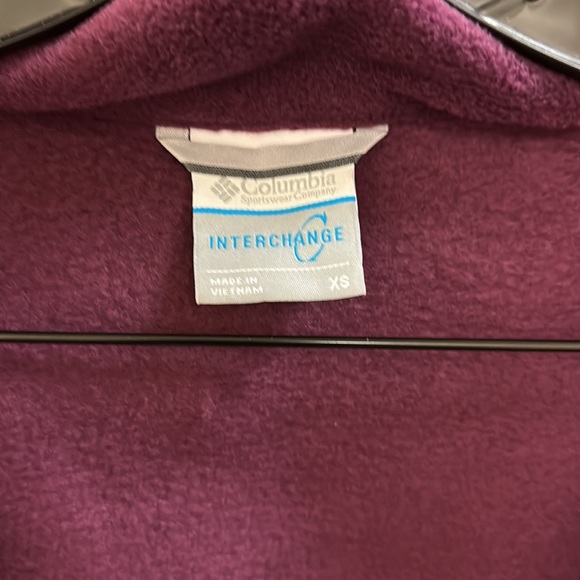 Columbia
Sportswear Company
INTERCHANGE
MADE IN
VIETNAM
XS